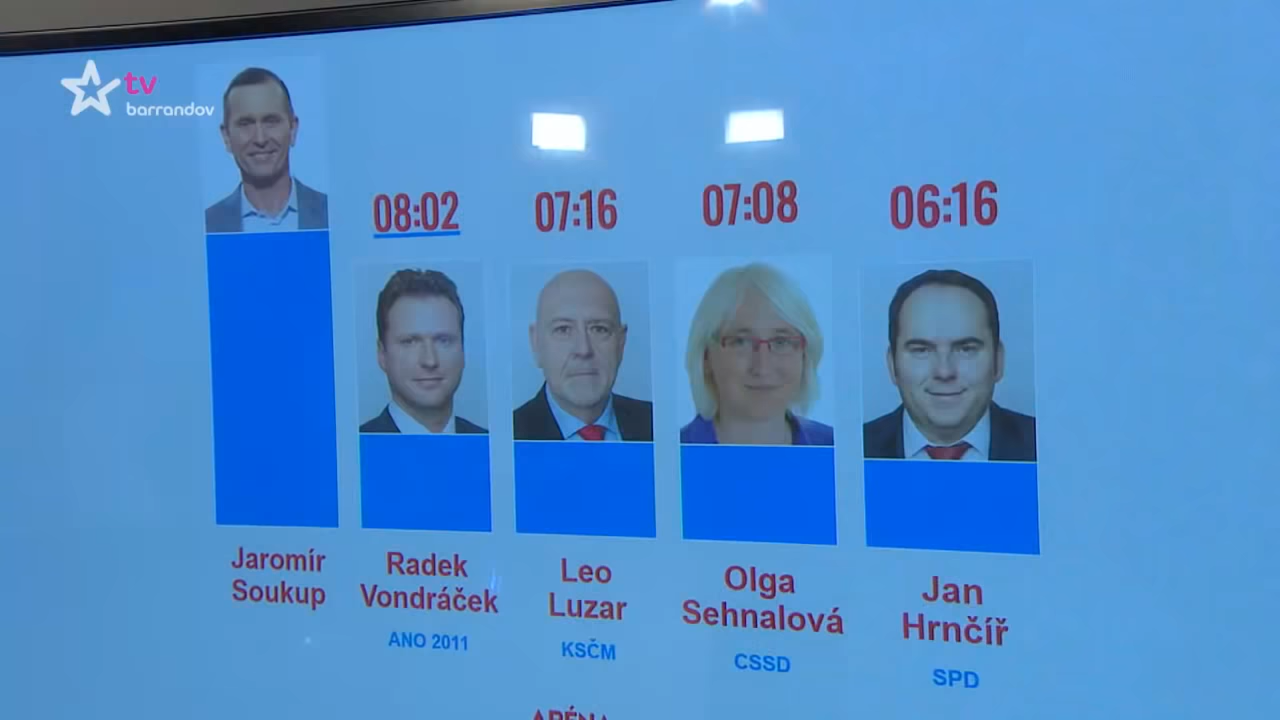 tv
barrandov
08:02
07:16
07:08
06:16
Jaromír
Soukup
Radek
Vondráček
ANO 2011
Leo
Luzar
KSČM
Olga
Sehnalová
CSSD
Jan
Hrnčíř
SPD
ARÉNA